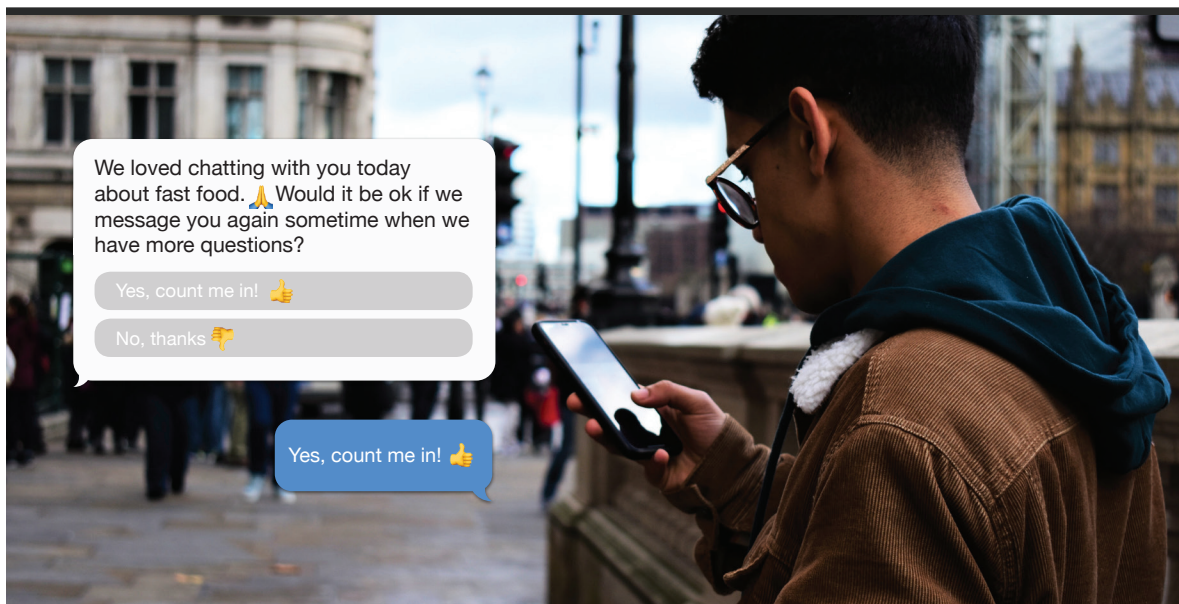 We loved chatting with you today
about fast food. 🙏 Would it be ok if we
message you again sometime when we
have more questions?
Yes, count me in! 👍
No, thanks 👎
Yes, count me in! 👍